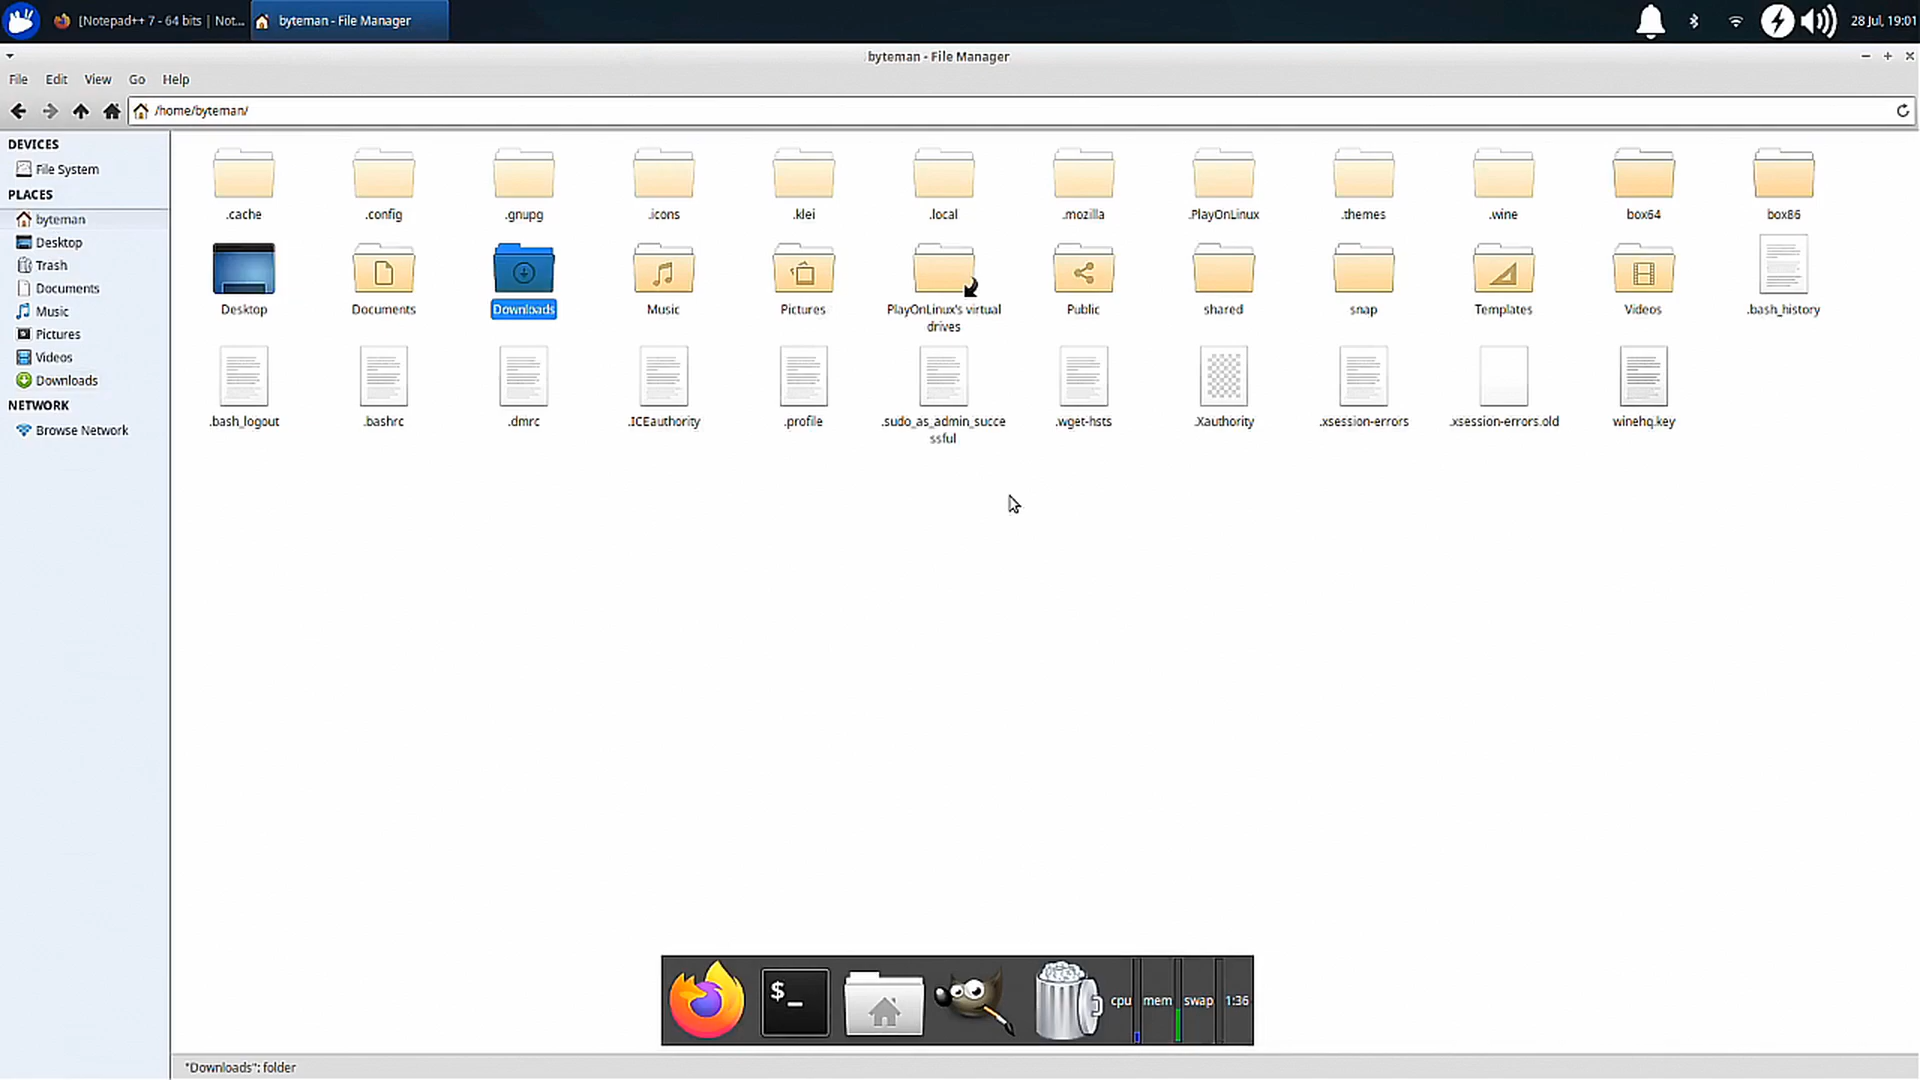 [Notepad++ 7 - 64 bits | Not... byteman - File Manager 28 Jul, 19:01
byteman - File Manager
File Edit View Go Help
/home/byteman/
DEVICES
File System
PLACES
byteman
Desktop
Trash
Documents
Music
Pictures
Videos
Downloads
NETWORK
Browse Network
.cache .config .gnupg .icons .klei .local .mozilla .PlayOnLinux .themes .wine box64 box86
Desktop Documents Downloads Music Pictures PlayOnLinux's virtual Public shared snap Templates Videos .bash_history
drives
.bash_logout .bashrc .dmrc .ICEauthority .profile .sudo_as_admin_succe .wget-hsts .Xauthority .xsession-errors .xsession-errors.old winehq.key
ssful
$_ cpu mem swap 1:36
"Downloads": folder